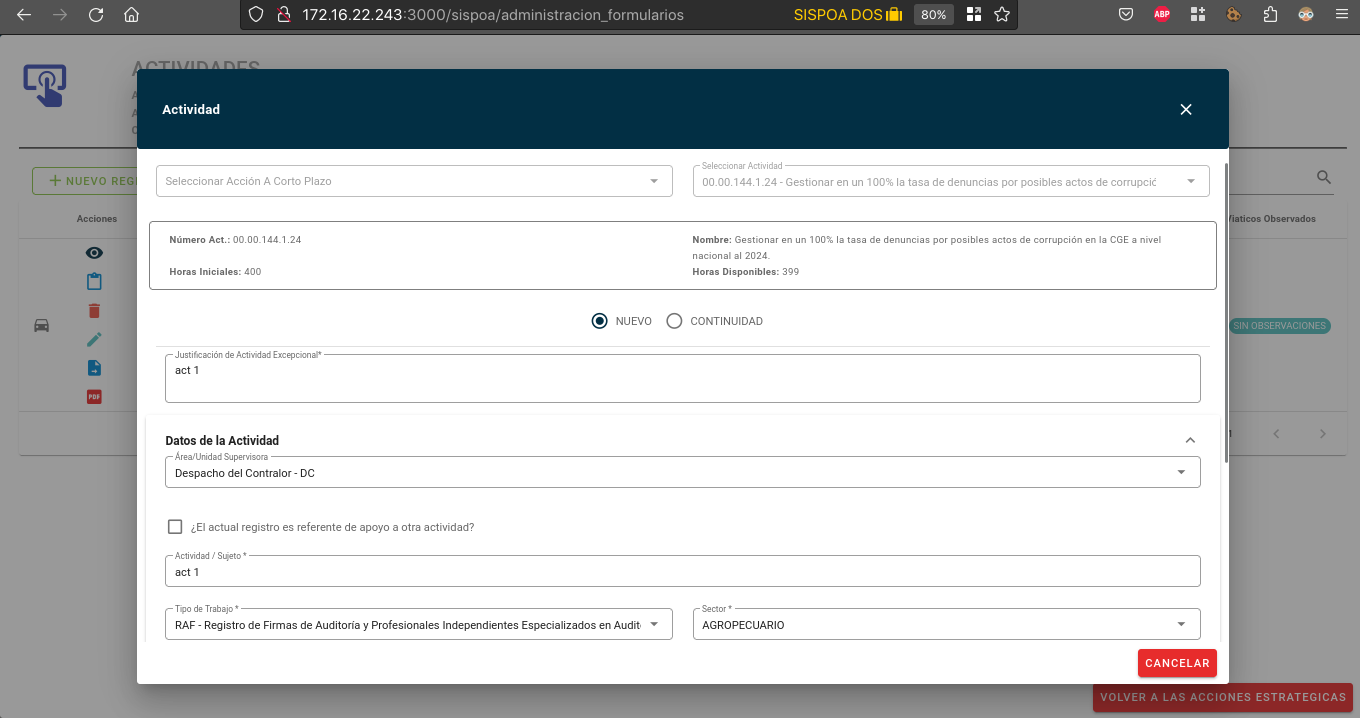 172.16.22.243:3000/sispoa/administracion_formularios
SISPOA DOS
80%
ABP
ACTIVIDADES
Actividad
NUEVO REG
Seleccionar Acción A Corto Plazo
Seleccionar Actividad
00.00.144.1.24 - Gestionar en un 100% la tasa de denuncias por posibles actos de corrupció
Acciones
Viaticos Observados
Número Act.: 00.00.144.1.24
Nombre: Gestionar en un 100% la tasa de denuncias por posibles actos de corrupción en la CGE a nivel
nacional al 2024.
Horas Iniciales: 400
Horas Disponibles: 399
NUEVO
CONTINUIDAD
SIN OBSERVACIONES
Justificación de Actividad Excepcional*
act 1
PDF
Datos de la Actividad
Área/Unidad Supervisora
Despacho del Contralor - DC
¿El actual registro es referente de apoyo a otra actividad?
Actividad / Sujeto *
act 1
Tipo de Trabajo *
RAF - Registro de Firmas de Auditoría y Profesionales Independientes Especializados en Audit
Sector *
AGROPECUARIO
CANCELAR
VOLVER A LAS ACCIONES ESTRATEGICAS